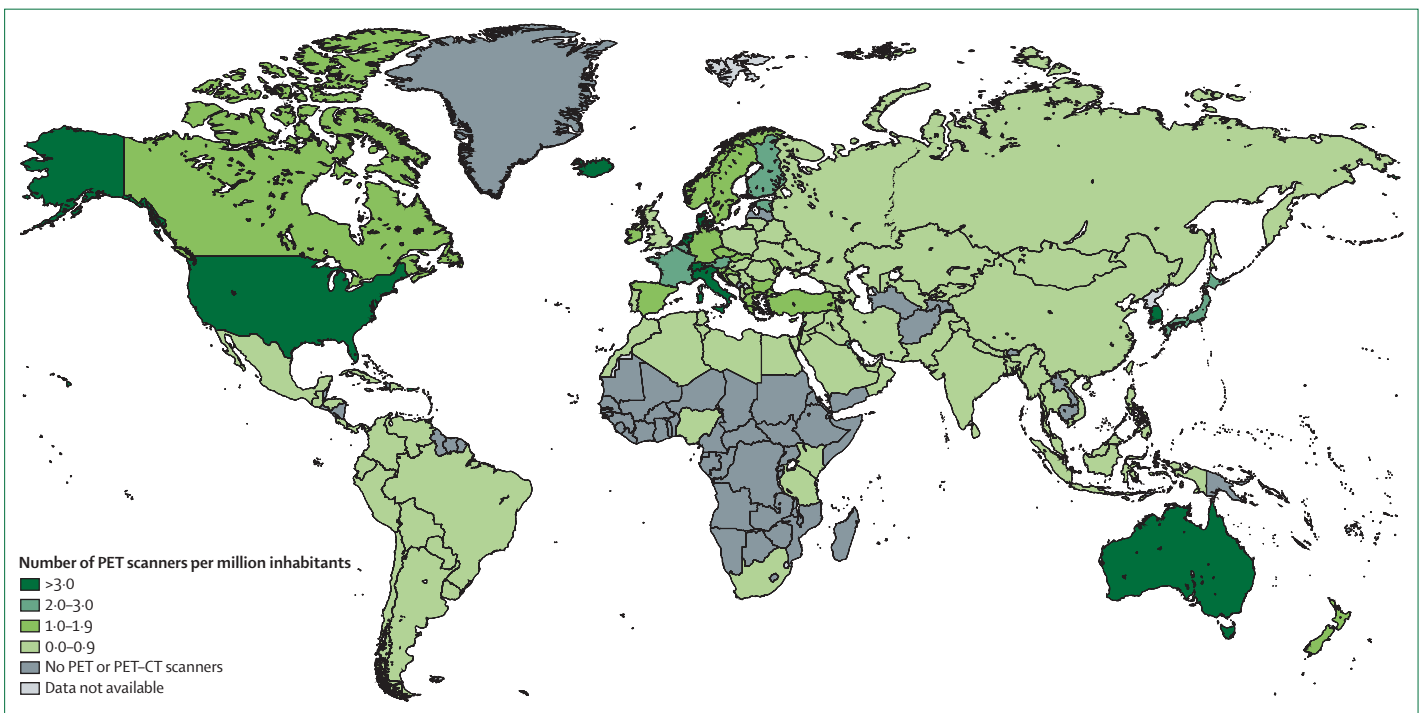 Number of PET scanners per million inhabitants
>3·0
2·0–3·0
1·0–1·9
0·0–0·9
No PET or PET–CT scanners
Data not available